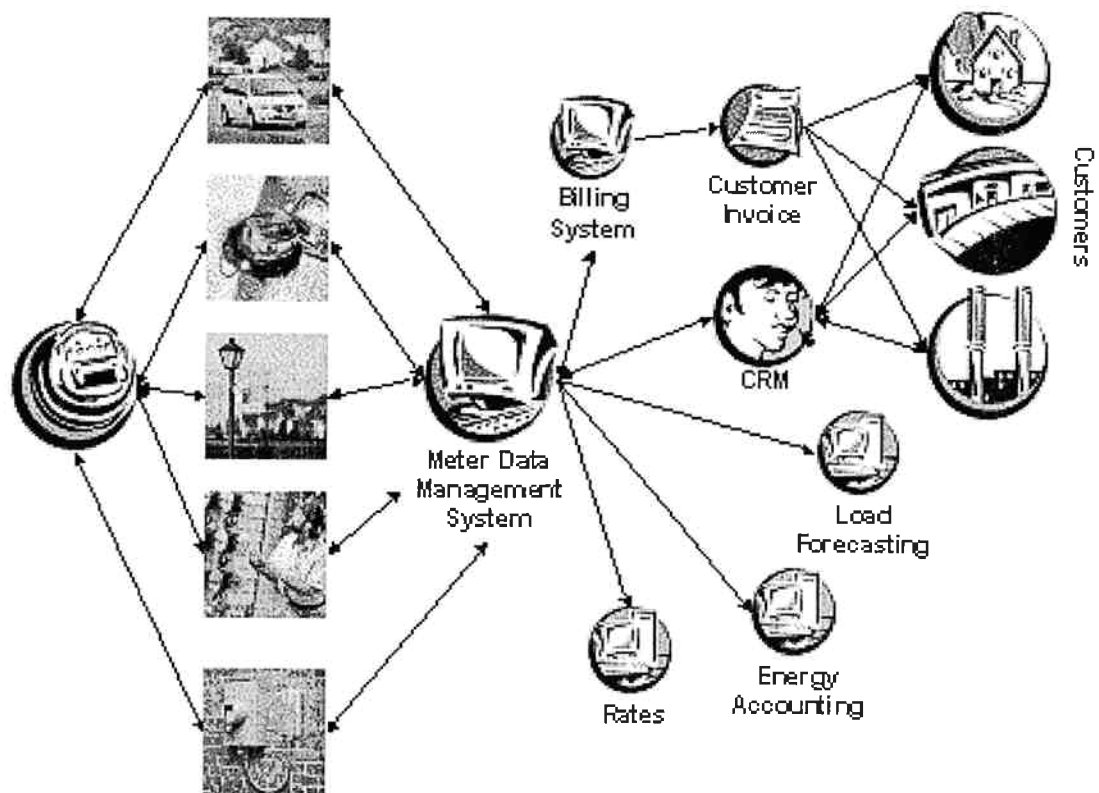 Billing
System
Customer
Invoice
Customers
CRM
Meter Data
Management
System
Load
Forecasting
Energy
Accounting
Rates